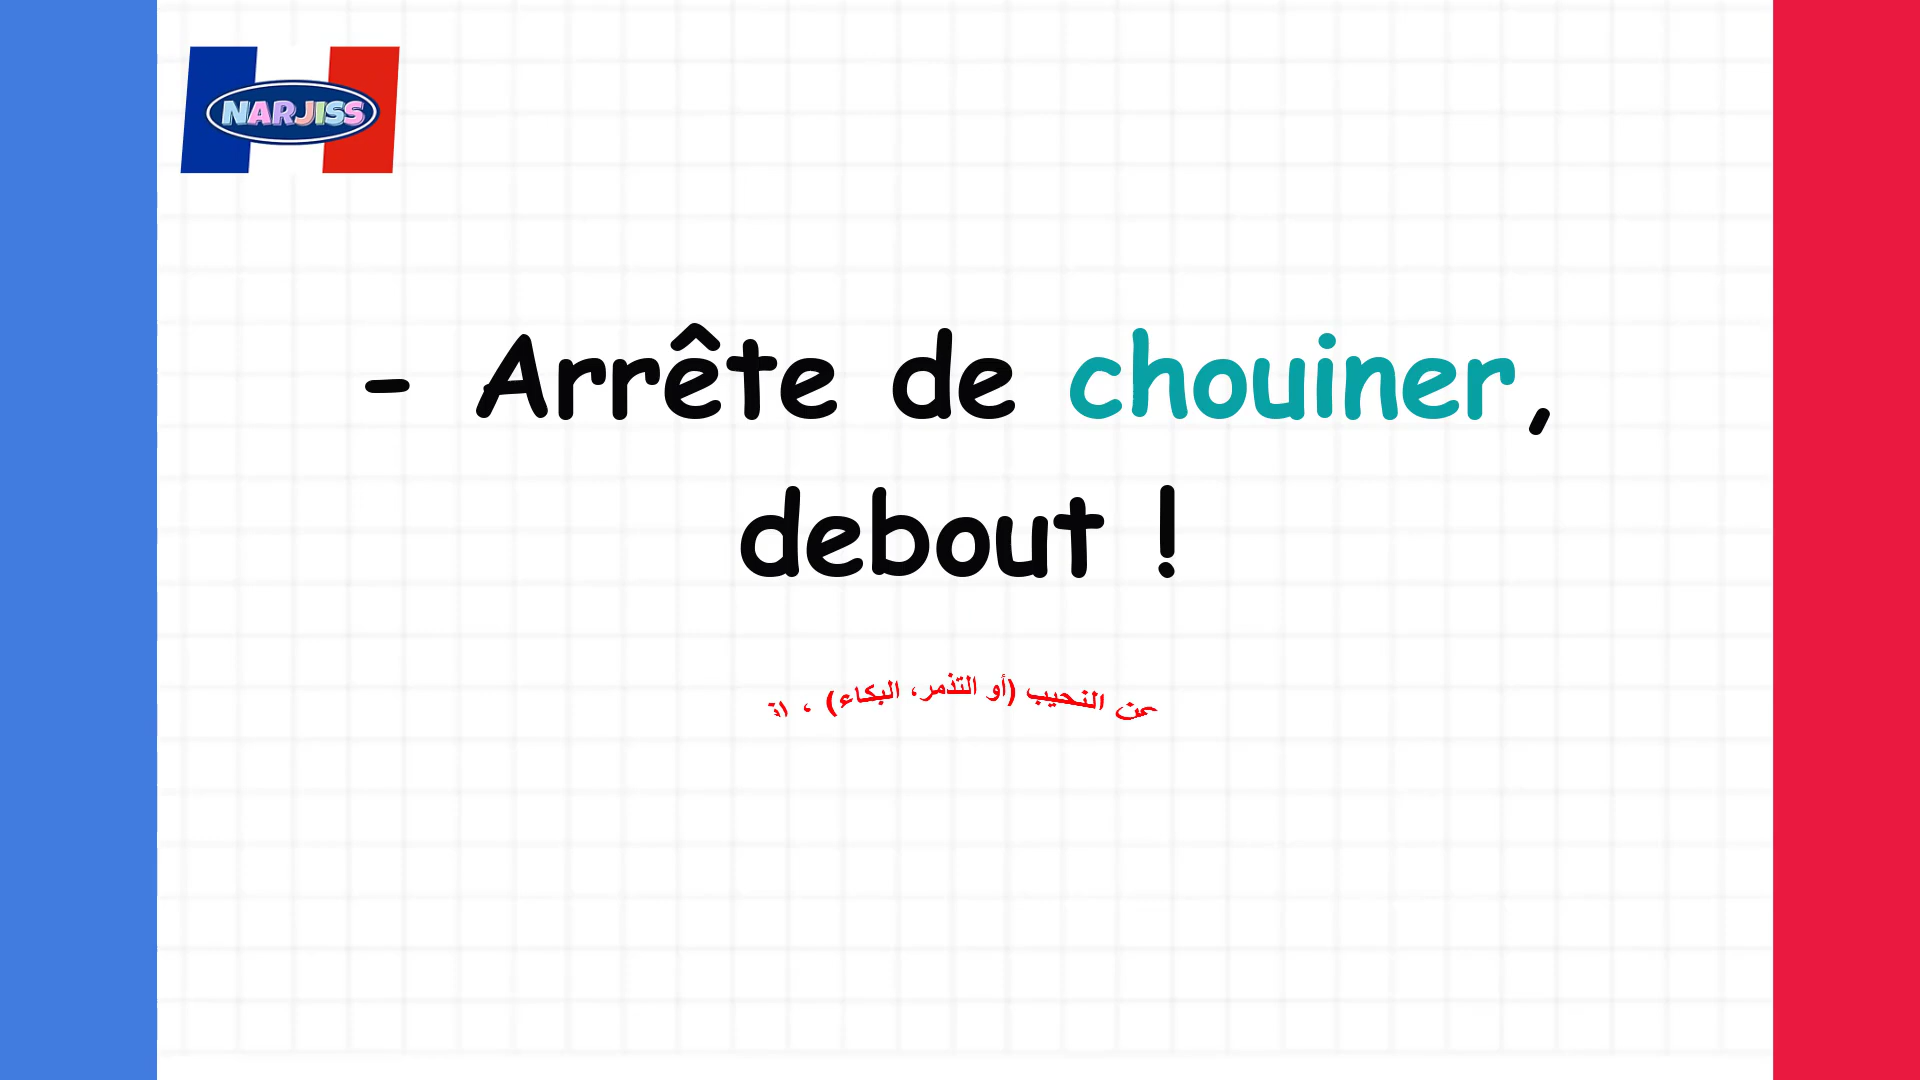 NARJISS
- Arrête de chouiner,
debout !
عن النحيب (أو التذمر، البكاء) ،